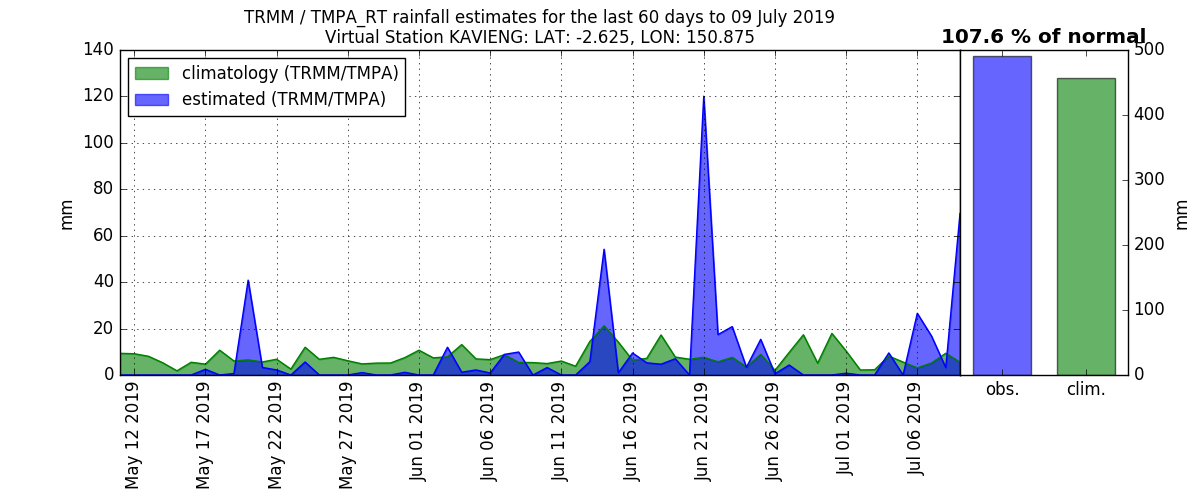 TRMM / TMPA_RT rainfall estimates for the last 60 days to 09 July 2019
Virtual Station KAVIENG: LAT: -2.625, LON: 150.875
107.6 % of normal
climatology (TRMM/TMPA)
estimated (TRMM/TMPA)
mm
140
120
100
80
60
40
20
0
May 12 2019
May 17 2019
May 22 2019
May 27 2019
Jun 01 2019
Jun 06 2019
Jun 11 2019
Jun 16 2019
Jun 21 2019
Jun 26 2019
Jul 01 2019
Jul 06 2019
obs.
clim.
500
400
300
200
100
0
mm